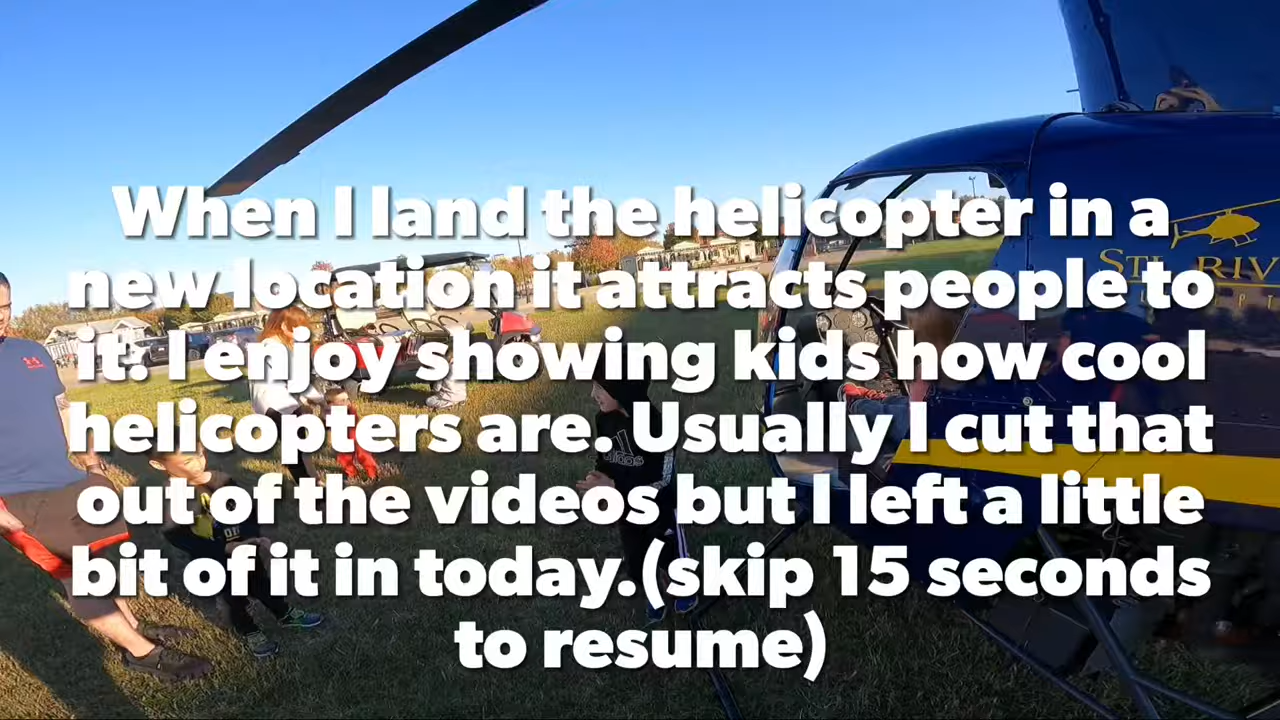 When I land the helicopter in a
new location it attracts people to
it. I enjoy showing kids how cool
helicopters are. Usually I cut that
out of the videos but I left a little
bit of it in today.(skip 15 seconds
to resume)
STL RIV